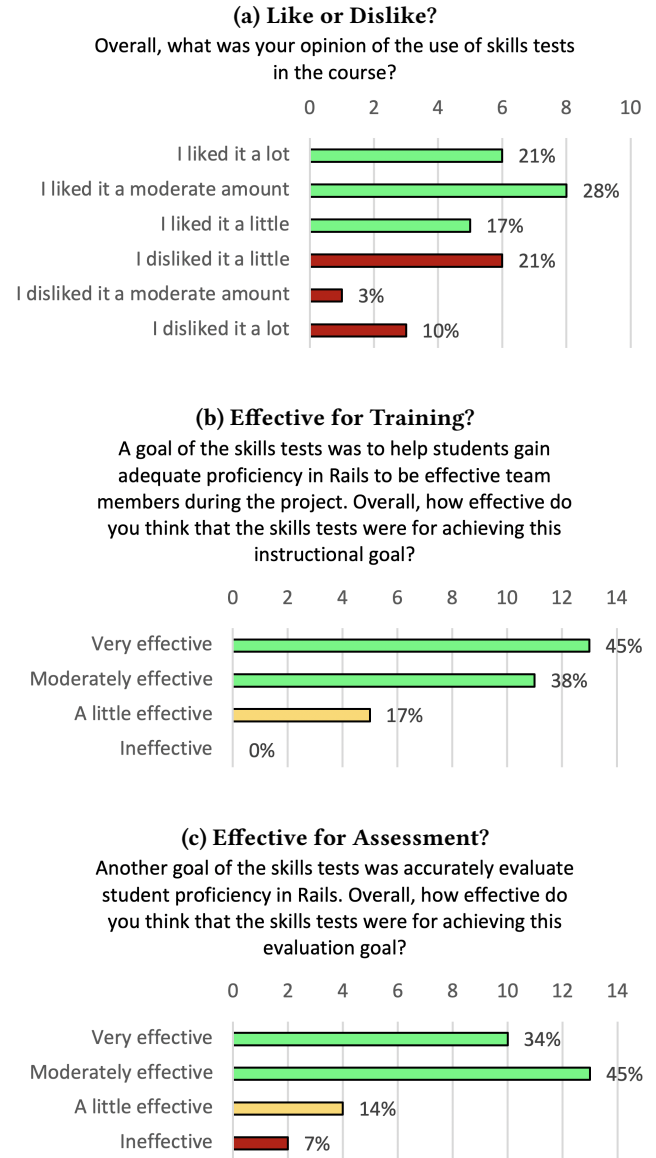 (a) Like or Dislike?
Overall, what was your opinion of the use of skills tests
in the course?
0 2 4 6 8 10
I liked it a lot 21%
I liked it a moderate amount 28%
I liked it a little 17%
I disliked it a little 21%
I disliked it a moderate amount 3%
I disliked it a lot 10%
(b) Effective for Training?
A goal of the skills tests was to help students gain
adequate proficiency in Rails to be effective team
members during the project. Overall, how effective do
you think that the skills tests were for achieving this
instructional goal?
0 2 4 6 8 10 12 14
Very effective 45%
Moderately effective 38%
A little effective 17%
Ineffective 0%
(c) Effective for Assessment?
Another goal of the skills tests was accurately evaluate
student proficiency in Rails. Overall, how effective do
you think that the skills tests were for achieving this
evaluation goal?
0 2 4 6 8 10 12 14
Very effective 34%
Moderately effective 45%
A little effective 14%
Ineffective 7%